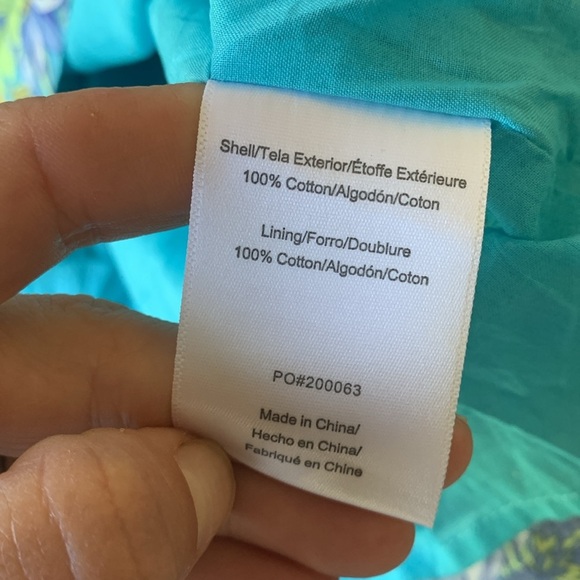 Shell/Tela Exterior/Étoffe Extérieure
100% Cotton/Algodón/Coton
Lining/Forro/Doublure
100% Cotton/Algodón/Coton
PO#200063
Made in China/
Hecho en China/
Fabriqué en Chine